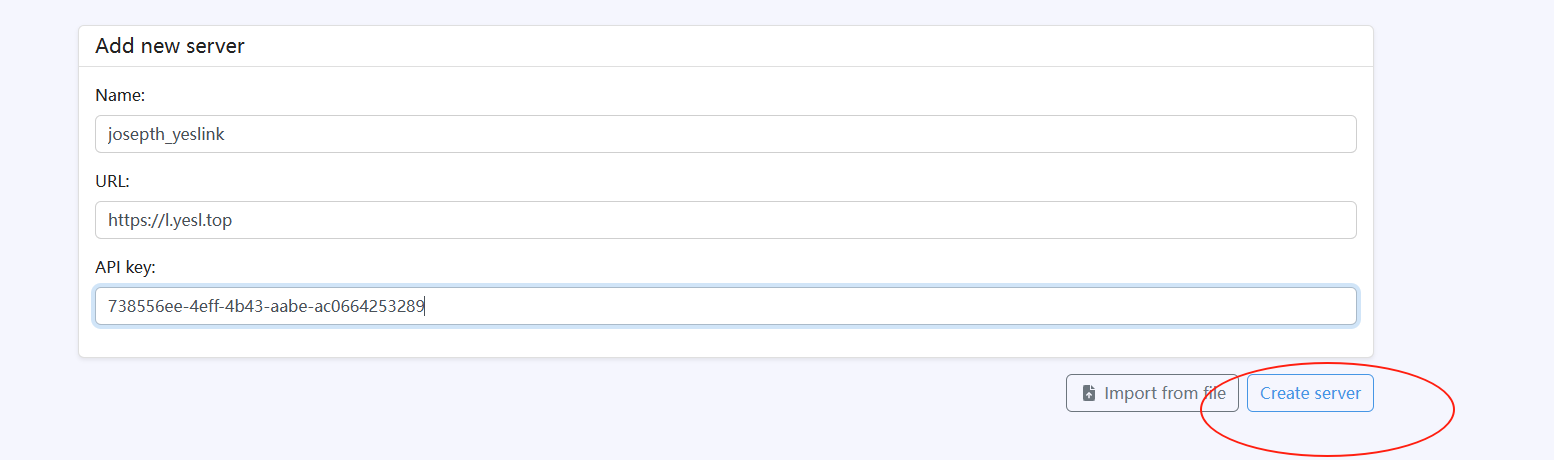 Add new server
Name:
josepth_yeslink
URL:
https://l.yesl.top
API key:
738556ee-4eff-4b43-aabe-ac0664253289
Import from file
Create server